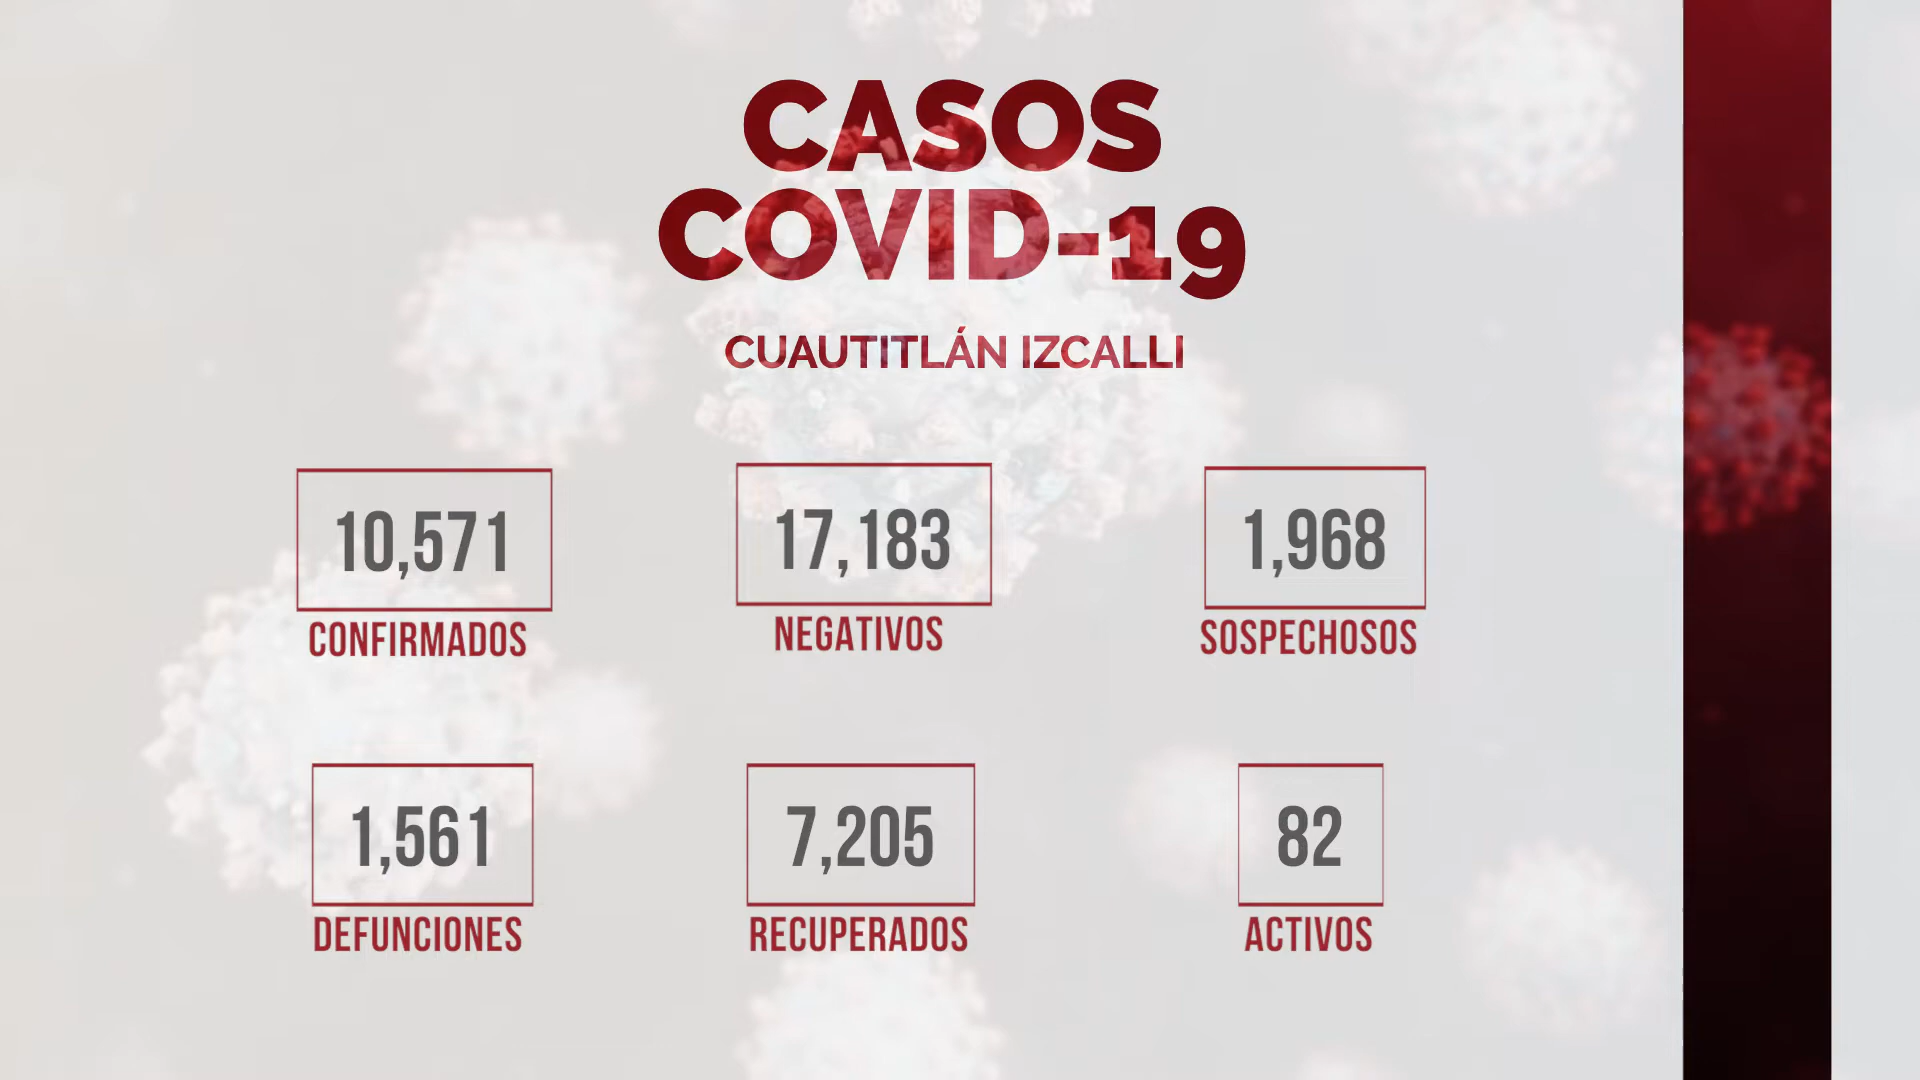 CASOS
COVID-19
CUAUTITLÁN IZCALLI
10,571
CONFIRMADOS
17,183
NEGATIVOS
1,968
SOSPECHOSOS
1,561
DEFUNCIONES
7,205
RECUPERADOS
82
ACTIVOS